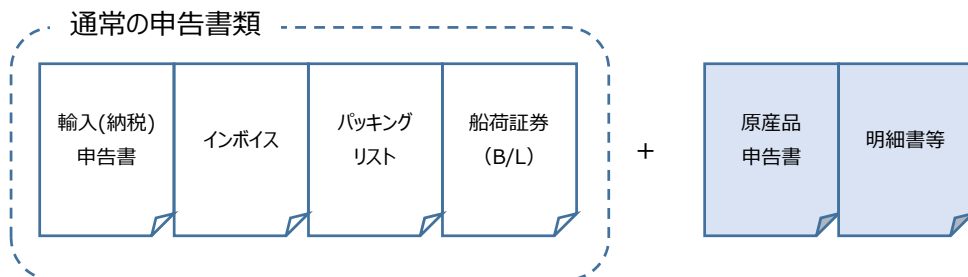 通常の申告書類
輸入(納税)
申告書
インボイス
パッキング
リスト
船荷証券
（B/L）
+
原産品
申告書
明細書等